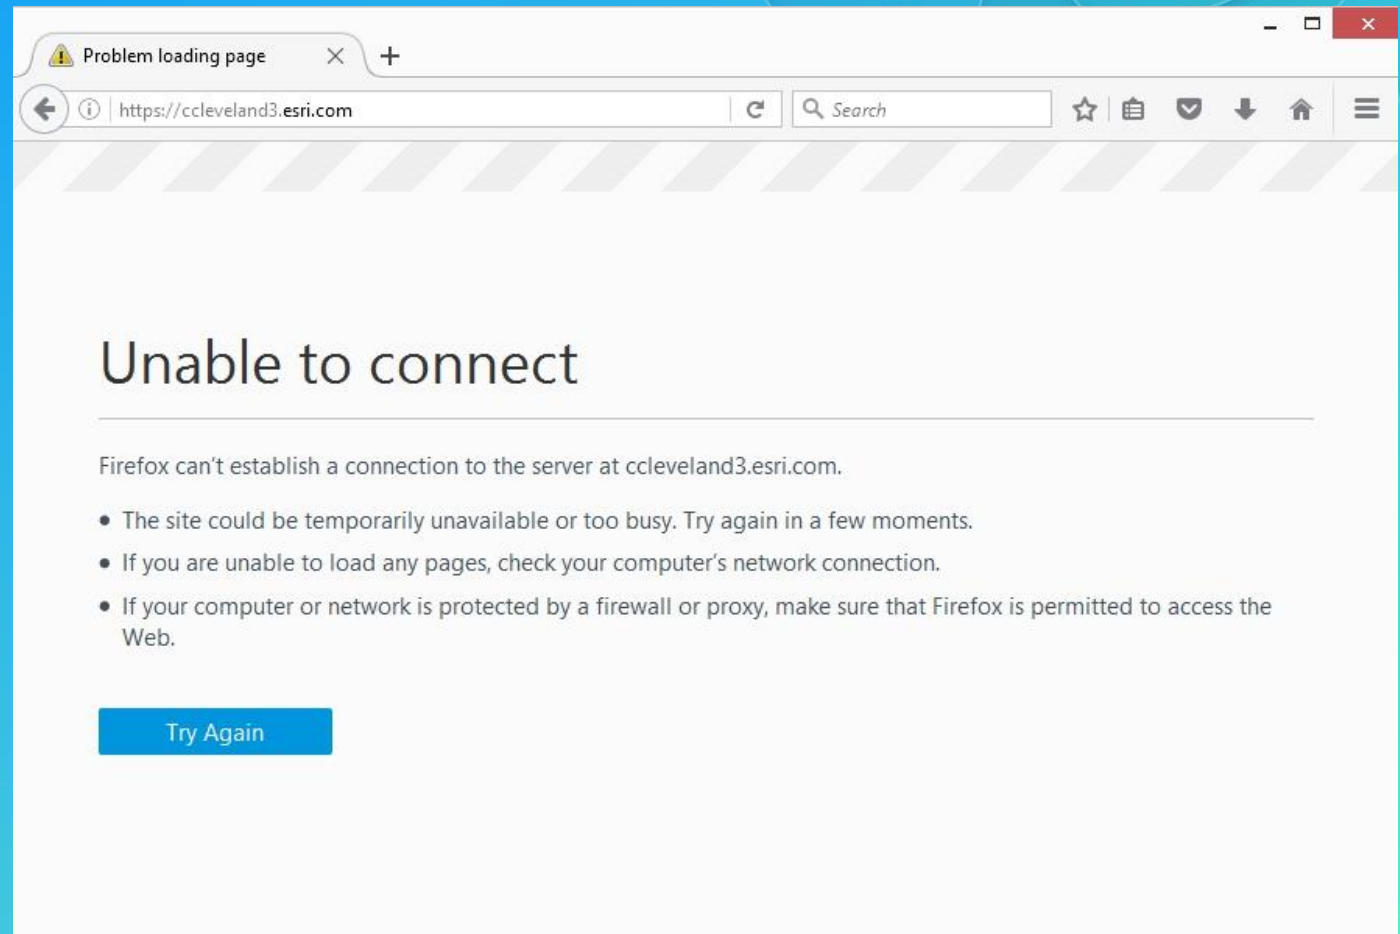 Problem loading page
https://ccleveland3.esri.com
Search
Unable to connect
Firefox can't establish a connection to the server at ccleveland3.esri.com.
• The site could be temporarily unavailable or too busy. Try again in a few moments.
• If you are unable to load any pages, check your computer's network connection.
• If your computer or network is protected by a firewall or proxy, make sure that Firefox is permitted to access the
Web.
Try Again